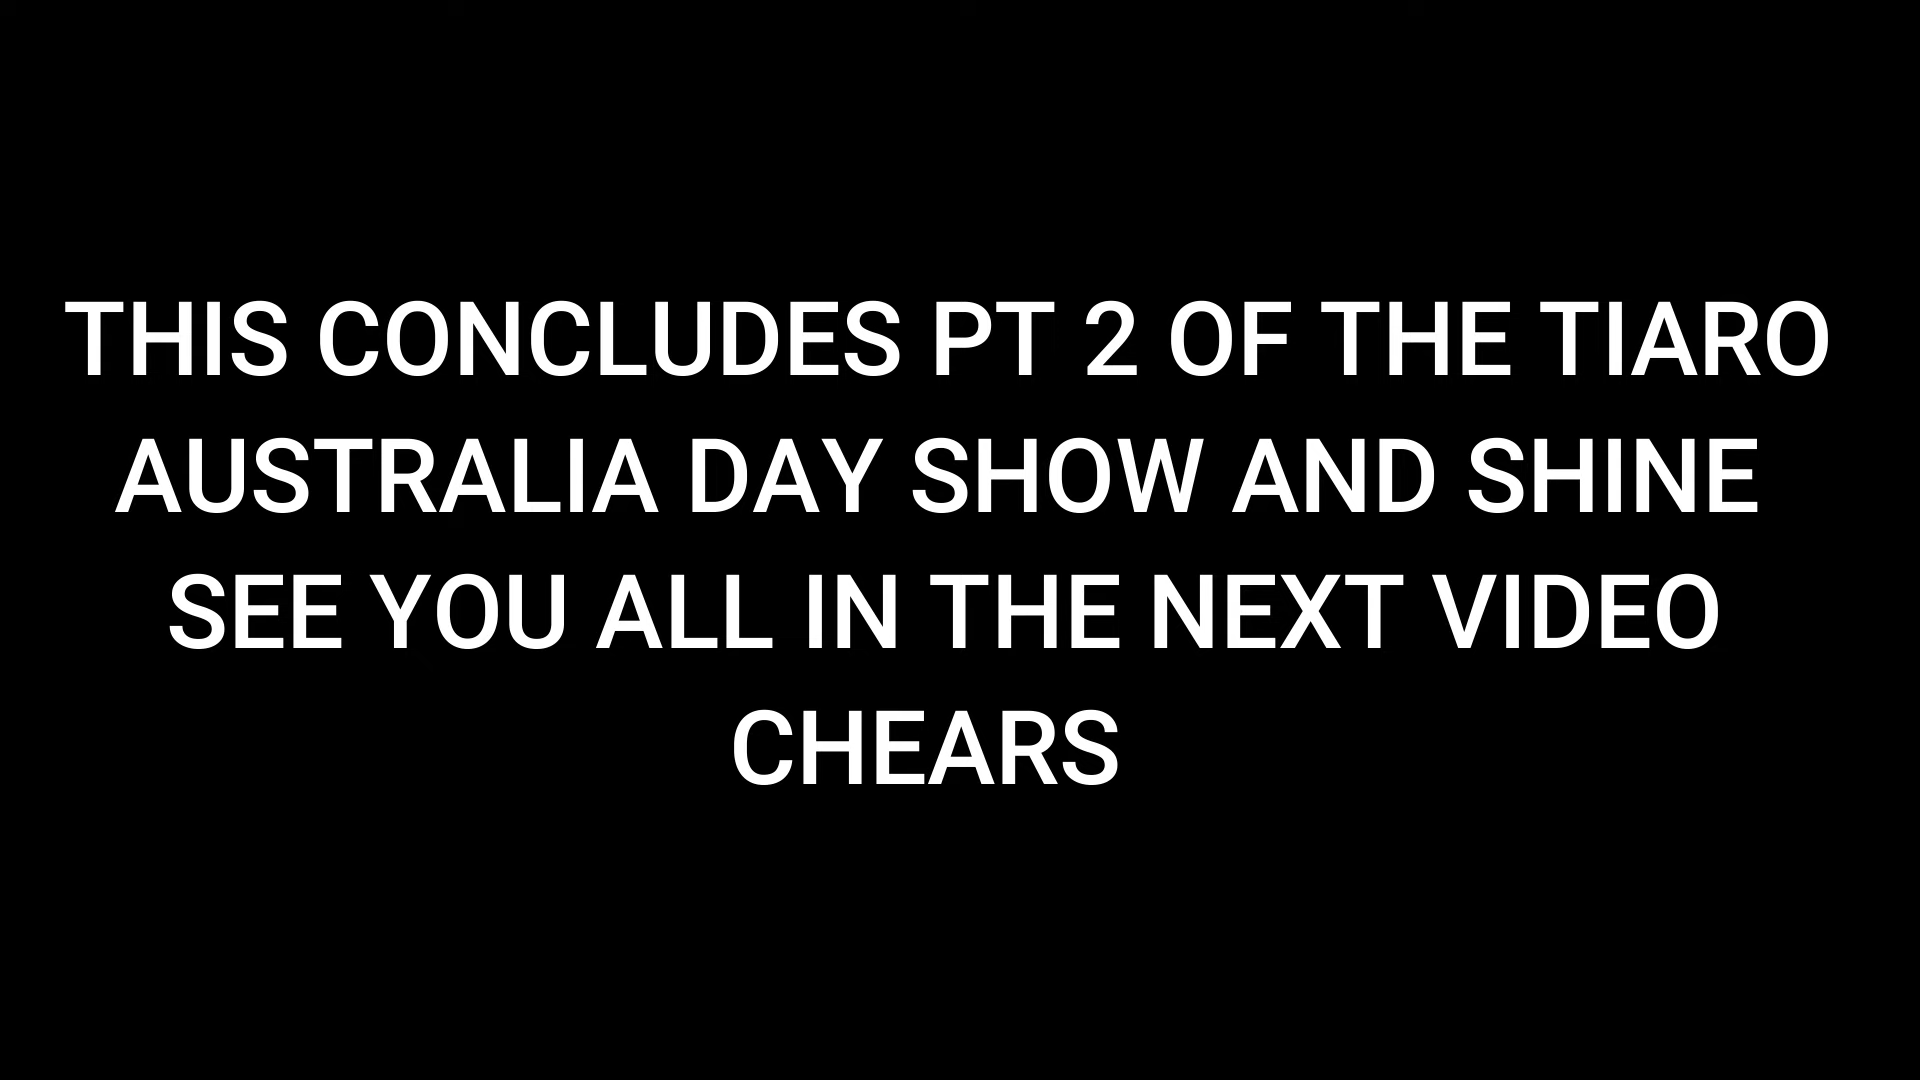 THIS CONCLUDES PT 2 OF THE TIARO
AUSTRALIA DAY SHOW AND SHINE
SEE YOU ALL IN THE NEXT VIDEO
CHEARS